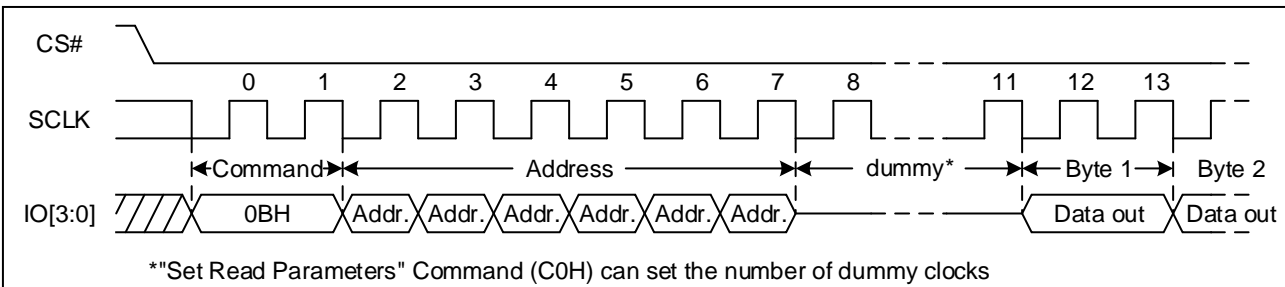 CS#
0 1 2 3 4 5 6 7 8 11 12 13
SCLK
Command Address dummy* Byte 1 Byte 2
IO[3:0] 0BH Addr. Addr. Addr. Addr. Addr. Addr. Data out Data out
*"Set Read Parameters" Command (C0H) can set the number of dummy clocks